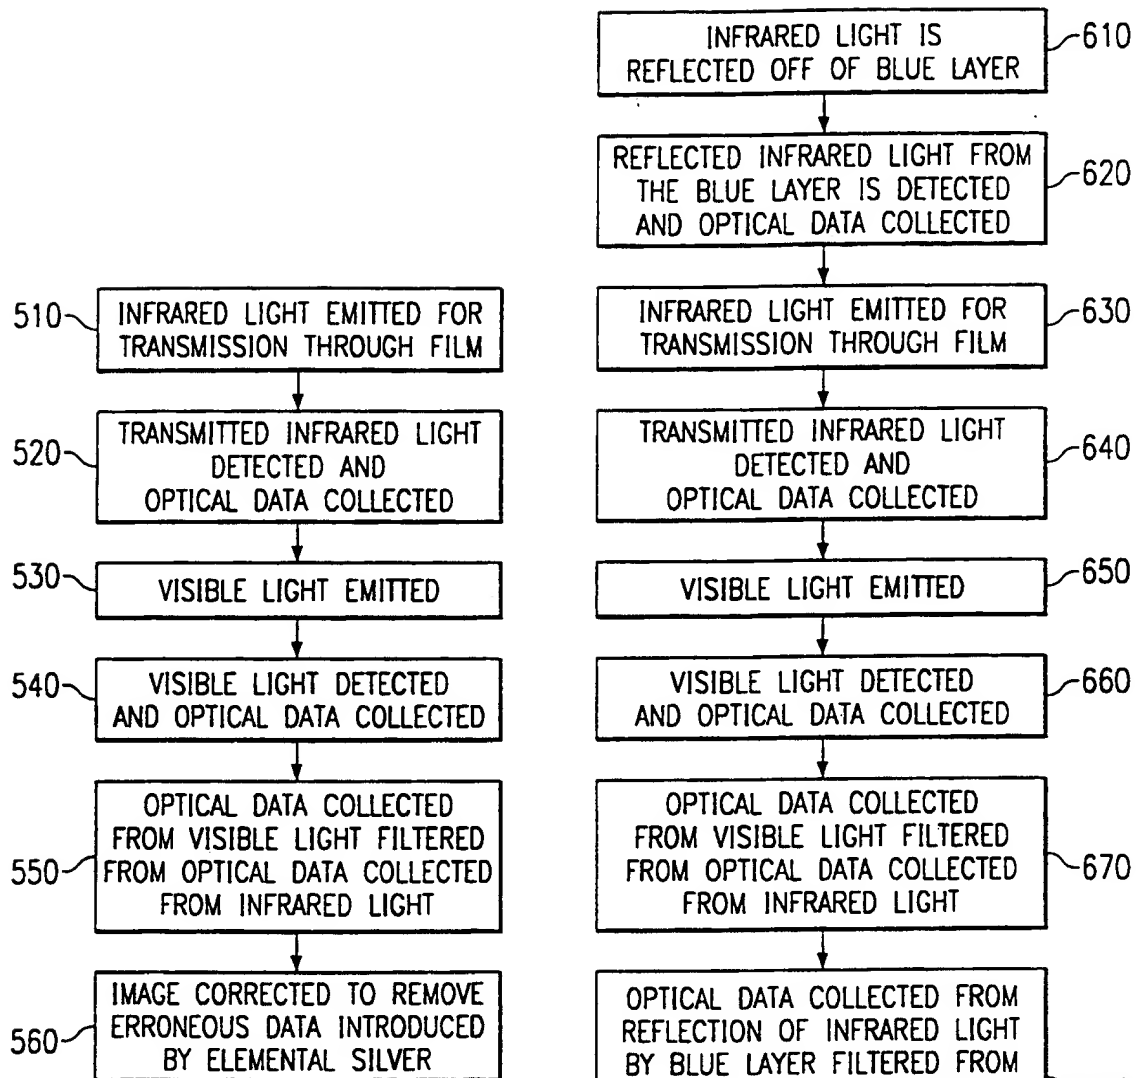 510
INFRARED LIGHT EMITTED FOR
TRANSMISSION THROUGH FILM
520
TRANSMITTED INFRARED LIGHT
DETECTED AND
OPTICAL DATA COLLECTED
530
VISIBLE LIGHT EMITTED
540
VISIBLE LIGHT DETECTED
AND OPTICAL DATA COLLECTED
550
OPTICAL DATA COLLECTED
FROM VISIBLE LIGHT FILTERED
FROM OPTICAL DATA COLLECTED
FROM INFRARED LIGHT
560
IMAGE CORRECTED TO REMOVE
ERRONEOUS DATA INTRODUCED
BY ELEMENTAL SILVER
INFRARED LIGHT IS
REFLECTED OFF OF BLUE LAYER
610
REFLECTED INFRARED LIGHT FROM
THE BLUE LAYER IS DETECTED
AND OPTICAL DATA COLLECTED
620
INFRARED LIGHT EMITTED FOR
TRANSMISSION THROUGH FILM
630
TRANSMITTED INFRARED LIGHT
DETECTED AND
OPTICAL DATA COLLECTED
640
VISIBLE LIGHT EMITTED
650
VISIBLE LIGHT DETECTED
AND OPTICAL DATA COLLECTED
660
OPTICAL DATA COLLECTED
FROM VISIBLE LIGHT FILTERED
FROM OPTICAL DATA COLLECTED
FROM INFRARED LIGHT
670
OPTICAL DATA COLLECTED FROM
REFLECTION OF INFRARED LIGHT
BY BLUE LAYER FILTERED FROM